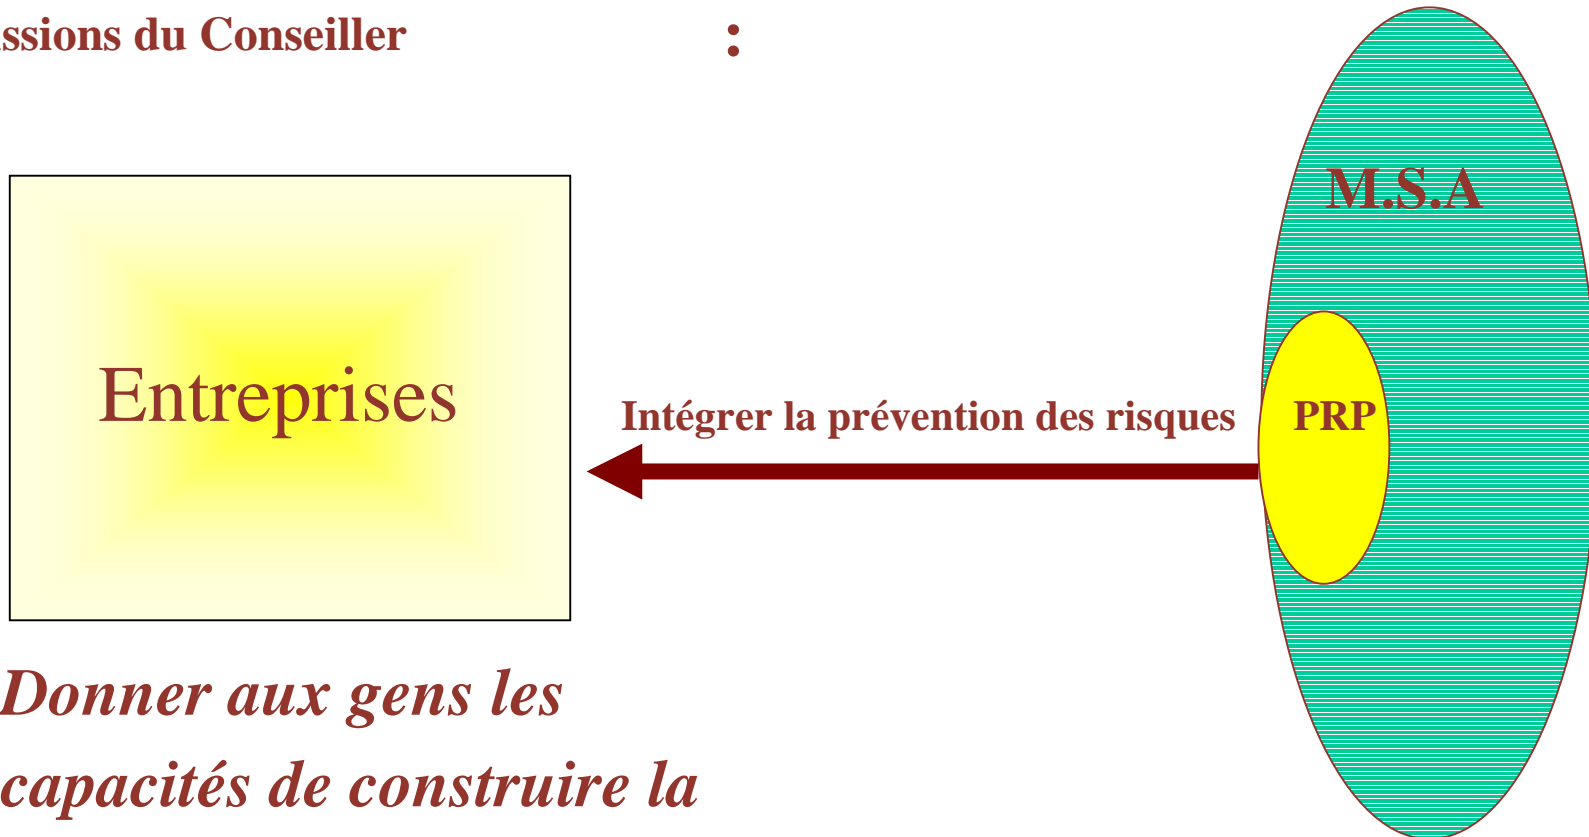 ssions du Conseiller :
M.S.A
Entreprises
Intégrer la prévention des risques
PRP
Donner aux gens les
capacités de construire la